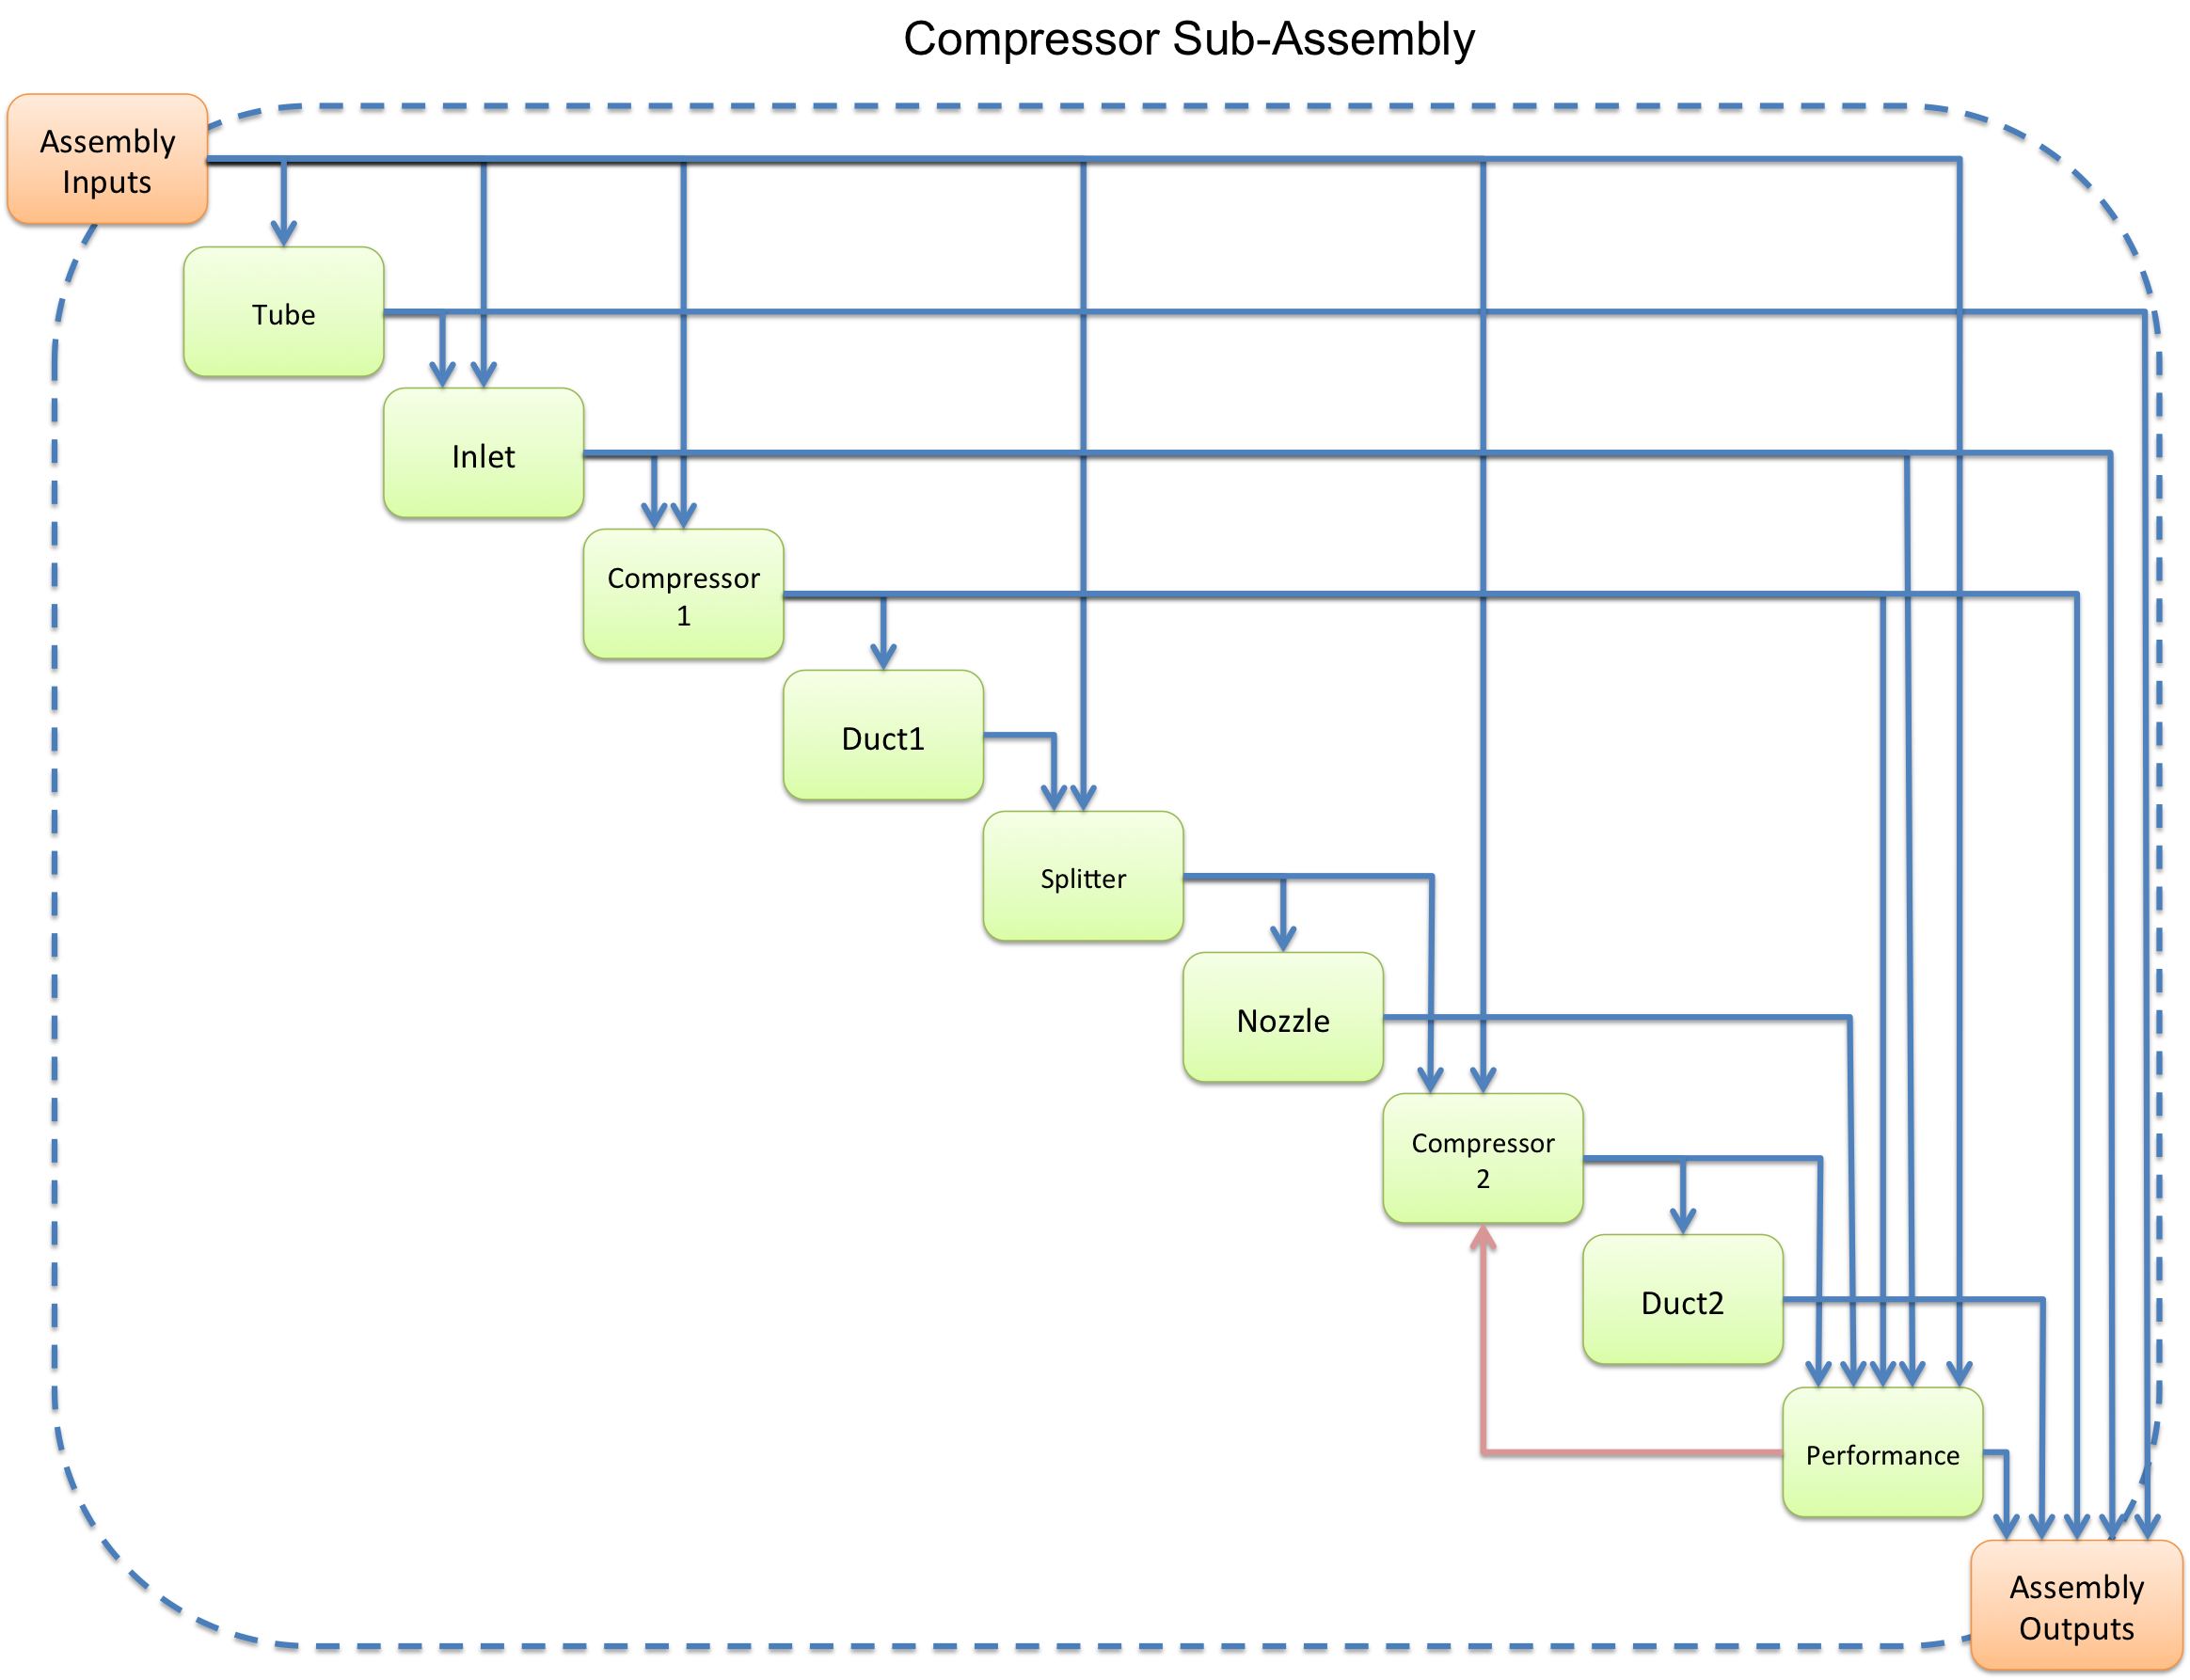 Compressor Sub-Assembly
Assembly
Inputs
Tube
Inlet
Compressor
1
Duct1
Splitter
Nozzle
Compressor
2
Duct2
Performance
Assembly
Outputs